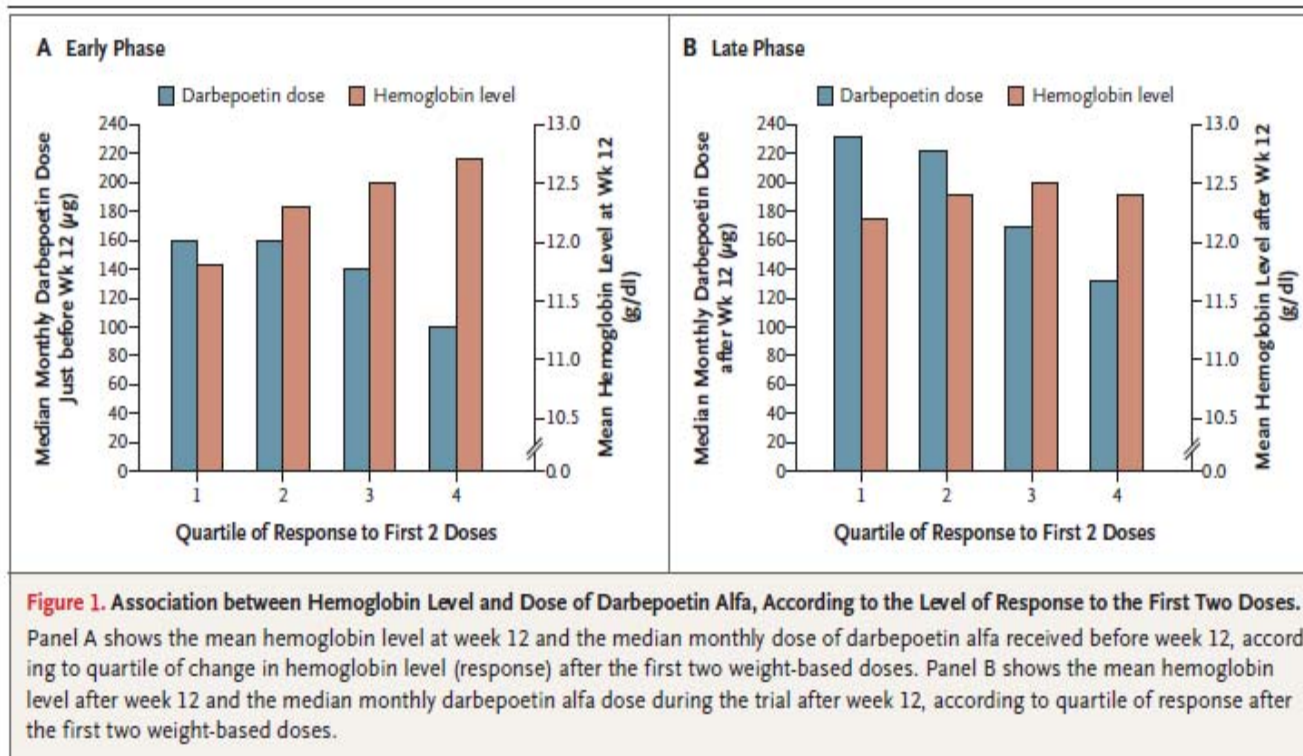 A Early Phase
Darbepoetin dose Hemoglobin level
Median Monthly Darbepoetin Dose
Just before Wk 12 (µg)
240
220
200
180
160
140
120
100
80
60
40
20
0
13.0
12.5
12.0
11.5
11.0
10.5
0.0
Mean Hemoglobin Level at Wk 12
(g/dl)
1 2 3 4
Quartile of Response to First 2 Doses
B Late Phase
Darbepoetin dose Hemoglobin level
Median Monthly Darbepoetin Dose
after Wk 12 (µg)
240
220
200
180
160
140
120
100
80
60
40
20
0
13.0
12.5
12.0
11.5
11.0
10.5
0.0
Mean Hemoglobin Level after Wk 12
(g/dl)
1 2 3 4
Quartile of Response to First 2 Doses
Figure 1. Association between Hemoglobin Level and Dose of Darbepoetin Alfa, According to the Level of Response to the First Two Doses.
Panel A shows the mean hemoglobin level at week 12 and the median monthly dose of darbepoetin alfa received before week 12, accord
ing to quartile of change in hemoglobin level (response) after the first two weight-based doses. Panel B shows the mean hemoglobin
level after week 12 and the median monthly darbepoetin alfa dose during the trial after week 12, according to quartile of response after
the first two weight-based doses.